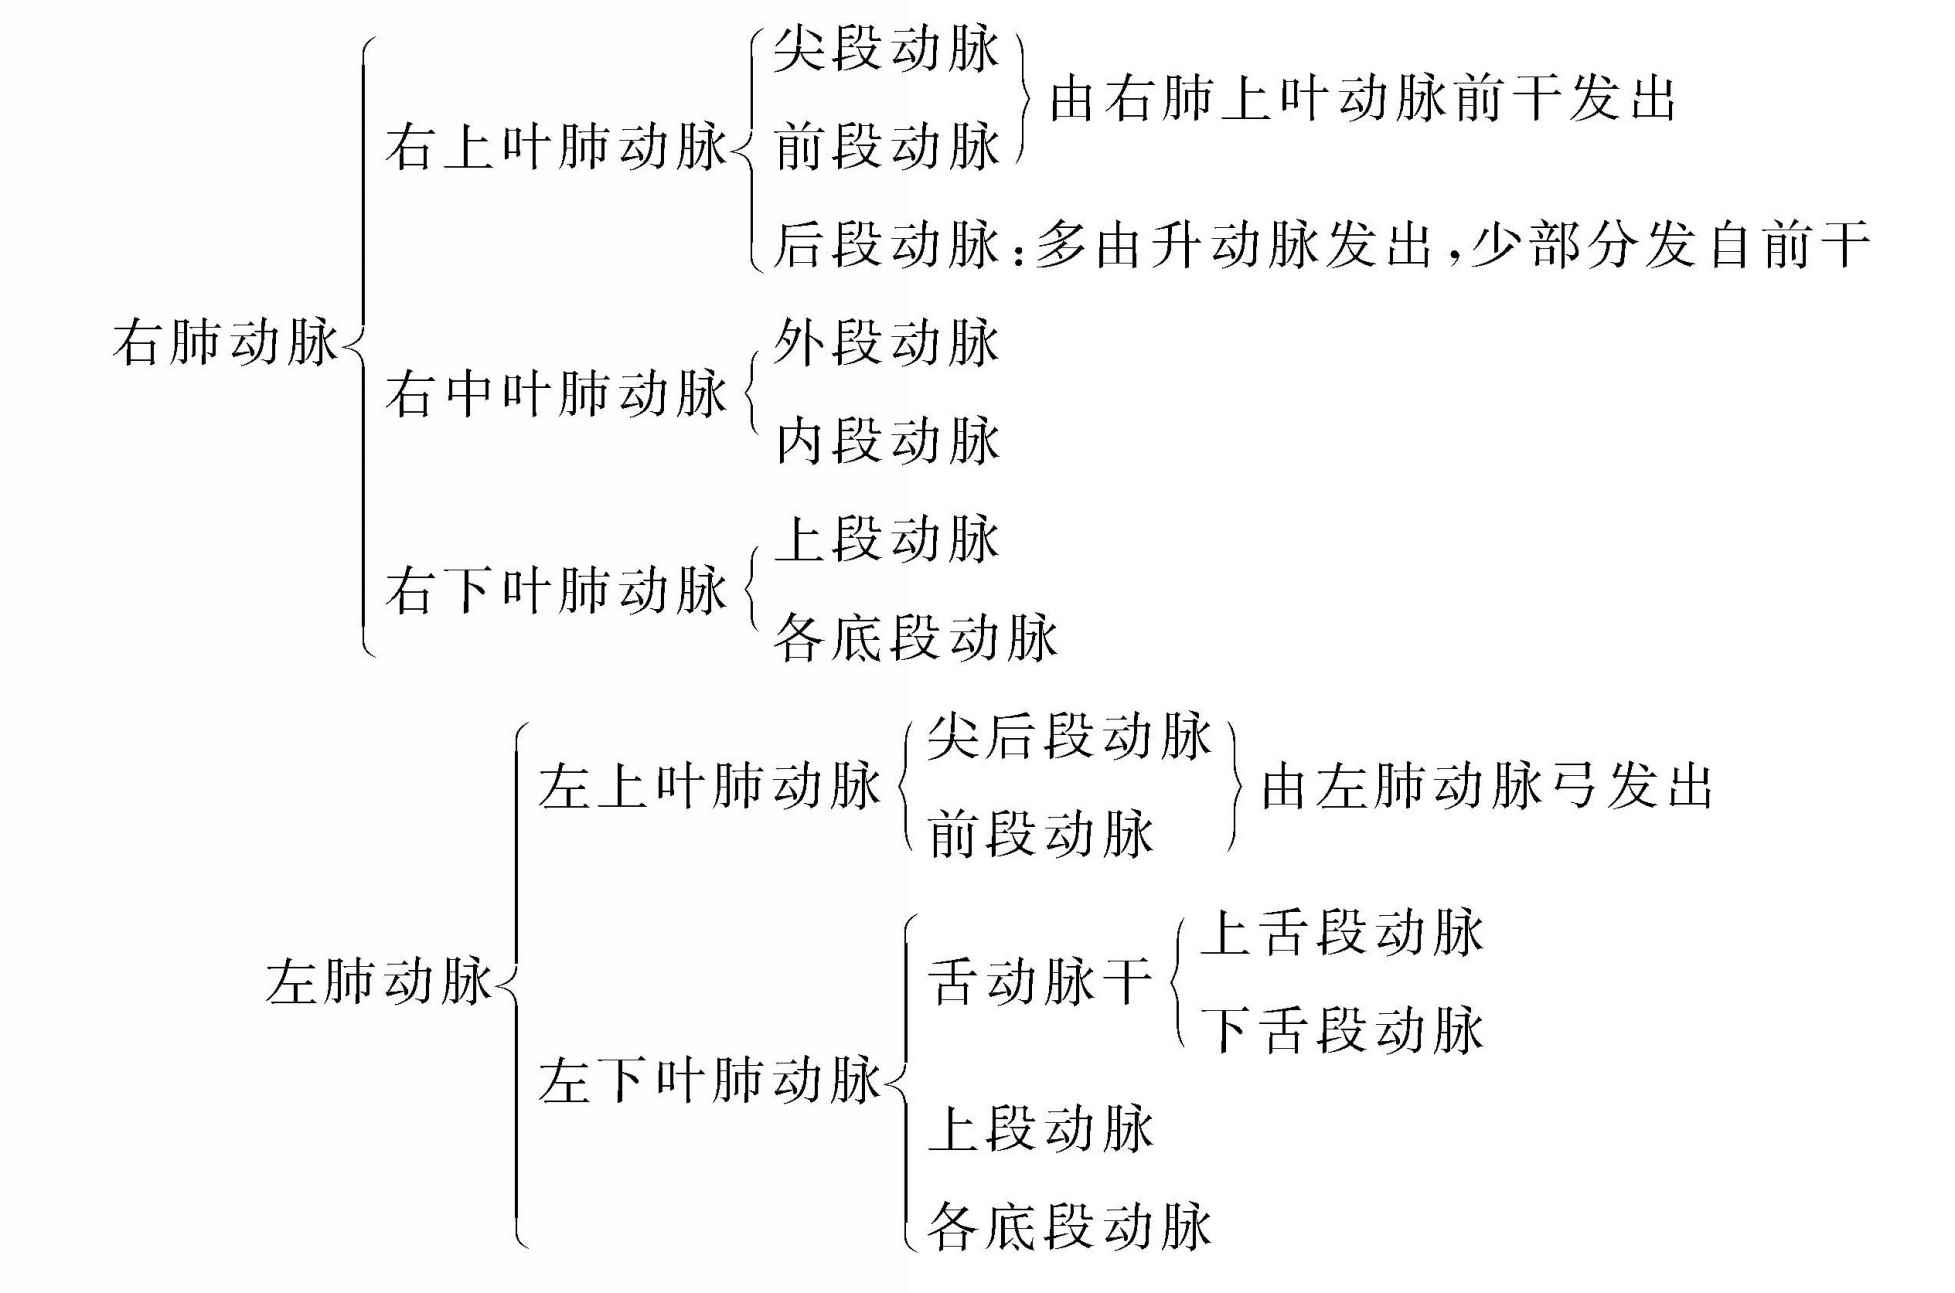 尖段动脉
由右肺上叶动脉前干发出
右上叶肺动脉
前段动脉
后段动脉:多由升动脉发出,少部分发自前干
右肺动脉
外段动脉
右中叶肺动脉
内段动脉
上段动脉
右下叶肺动脉
各底段动脉
尖后段动脉
左上叶肺动脉
由左肺动脉弓发出
前段动脉
上舌段动脉
左肺动脉
舌动脉干
下舌段动脉
左下叶肺动脉
上段动脉
各底段动脉